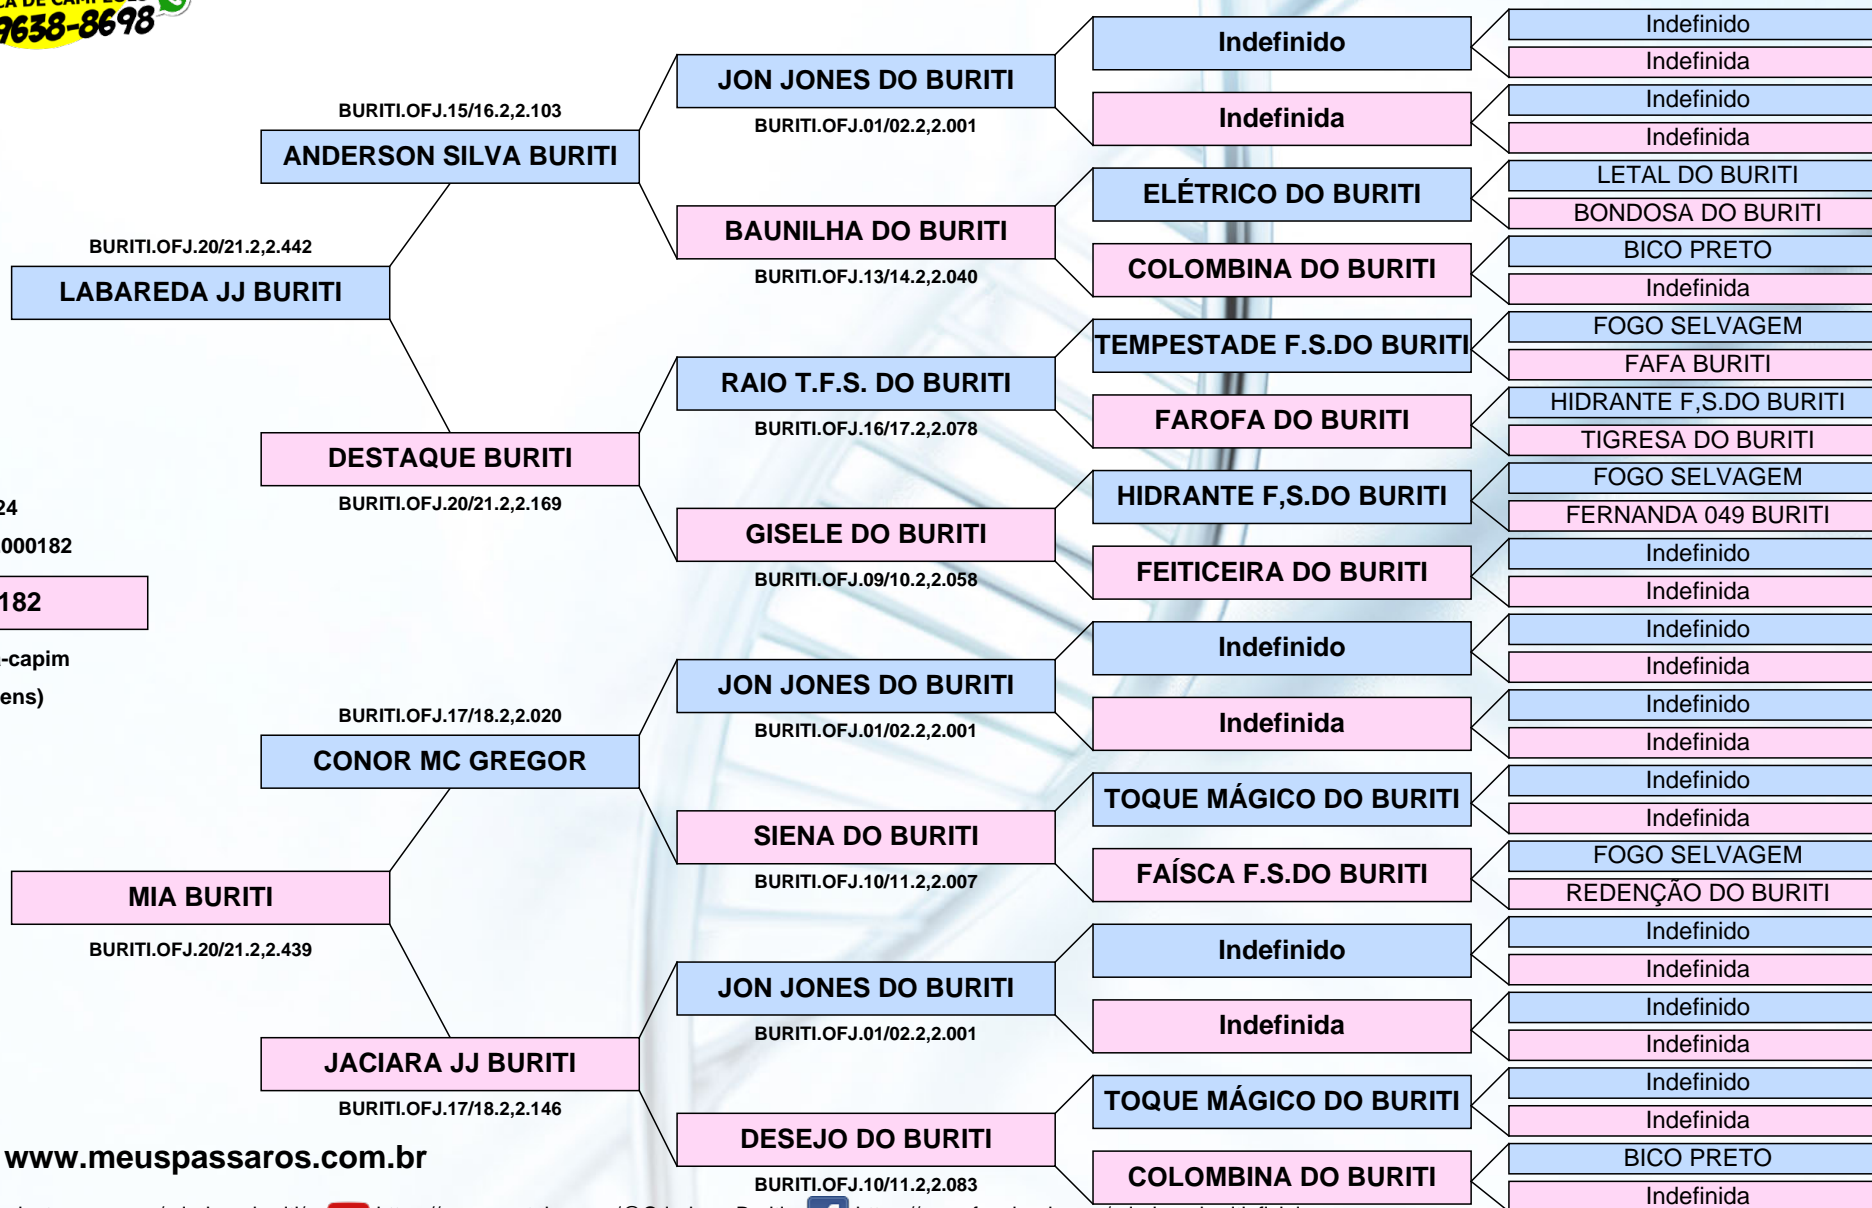 9638-8698
BURITI.OFJ.20/21.2,2.442
LABAREDA JJ BURITI
24
000182
182
-capim
ens)
MIA BURITI
BURITI.OFJ.20/21.2,2.439
BURITI.OFJ.15/16.2,2.103
ANDERSON SILVA BURITI
DESTAQUE BURITI
BURITI.OFJ.20/21.2,2.169
BURITI.OFJ.17/18.2,2.020
CONOR MC GREGOR
JACIARA JJ BURITI
BURITI.OFJ.17/18.2,2.146
JON JONES DO BURITI
BURITI.OFJ.01/02.2,2.001
BAUNILHA DO BURITI
BURITI.OFJ.13/14.2,2.040
RAIO T.F.S. DO BURITI
BURITI.OFJ.16/17.2,2.078
GISELE DO BURITI
BURITI.OFJ.09/10.2,2.058
JON JONES DO BURITI
BURITI.OFJ.01/02.2,2.001
SIENA DO BURITI
BURITI.OFJ.10/11.2,2.007
JON JONES DO BURITI
BURITI.OFJ.01/02.2,2.001
DESEJO DO BURITI
BURITI.OFJ.10/11.2,2.083
Indefinido
Indefinida
ELÉTRICO DO BURITI
COLOMBINA DO BURITI
TEMPESTADE F.S.DO BURITI
FAROFA DO BURITI
HIDRANTE F,S.DO BURITI
FEITICEIRA DO BURITI
Indefinido
Indefinida
TOQUE MÁGICO DO BURITI
FAÍSCA F.S.DO BURITI
Indefinido
Indefinida
TOQUE MÁGICO DO BURITI
COLOMBINA DO BURITI
Indefinido
Indefinida
Indefinido
Indefinida
LETAL DO BURITI
BONDOSA DO BURITI
BICO PRETO
Indefinida
FOGO SELVAGEM
FAFA BURITI
HIDRANTE F,S.DO BURITI
TIGRESA DO BURITI
FOGO SELVAGEM
FERNANDA 049 BURITI
Indefinido
Indefinida
Indefinido
Indefinida
Indefinido
Indefinida
Indefinido
Indefinida
FOGO SELVAGEM
REDENÇÃO DO BURITI
Indefinido
Indefinida
Indefinido
Indefinida
Indefinido
Indefinida
BICO PRETO
Indefinida
www.meuspassaros.com.br